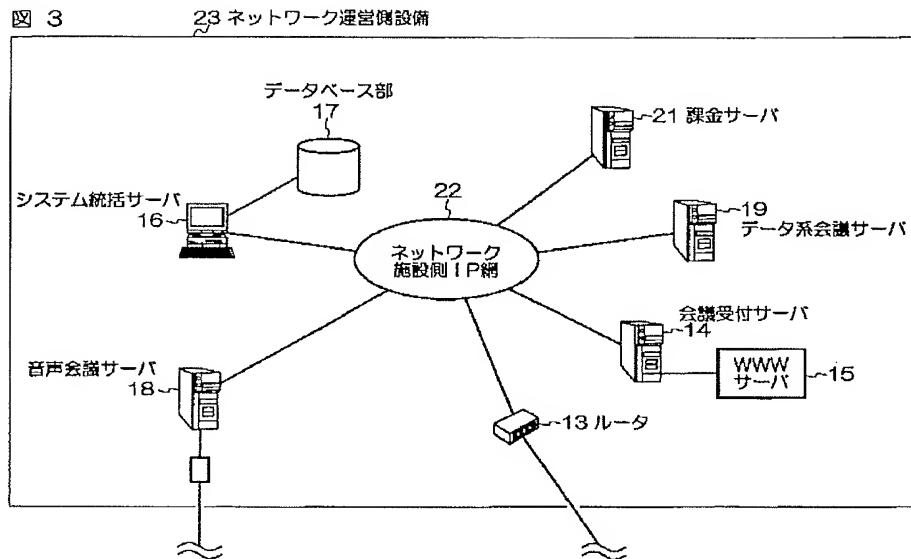 図 3
23 ネットワーク運営側設備
データベース部
17
21 課金サーバ
システム統括サーバ
16
22
19
データ系会議サーバ
ネットワーク
施設側IP網
会議受付サーバ
14
WWW
サーバ
15
音声会議サーバ
18
13 ルータ